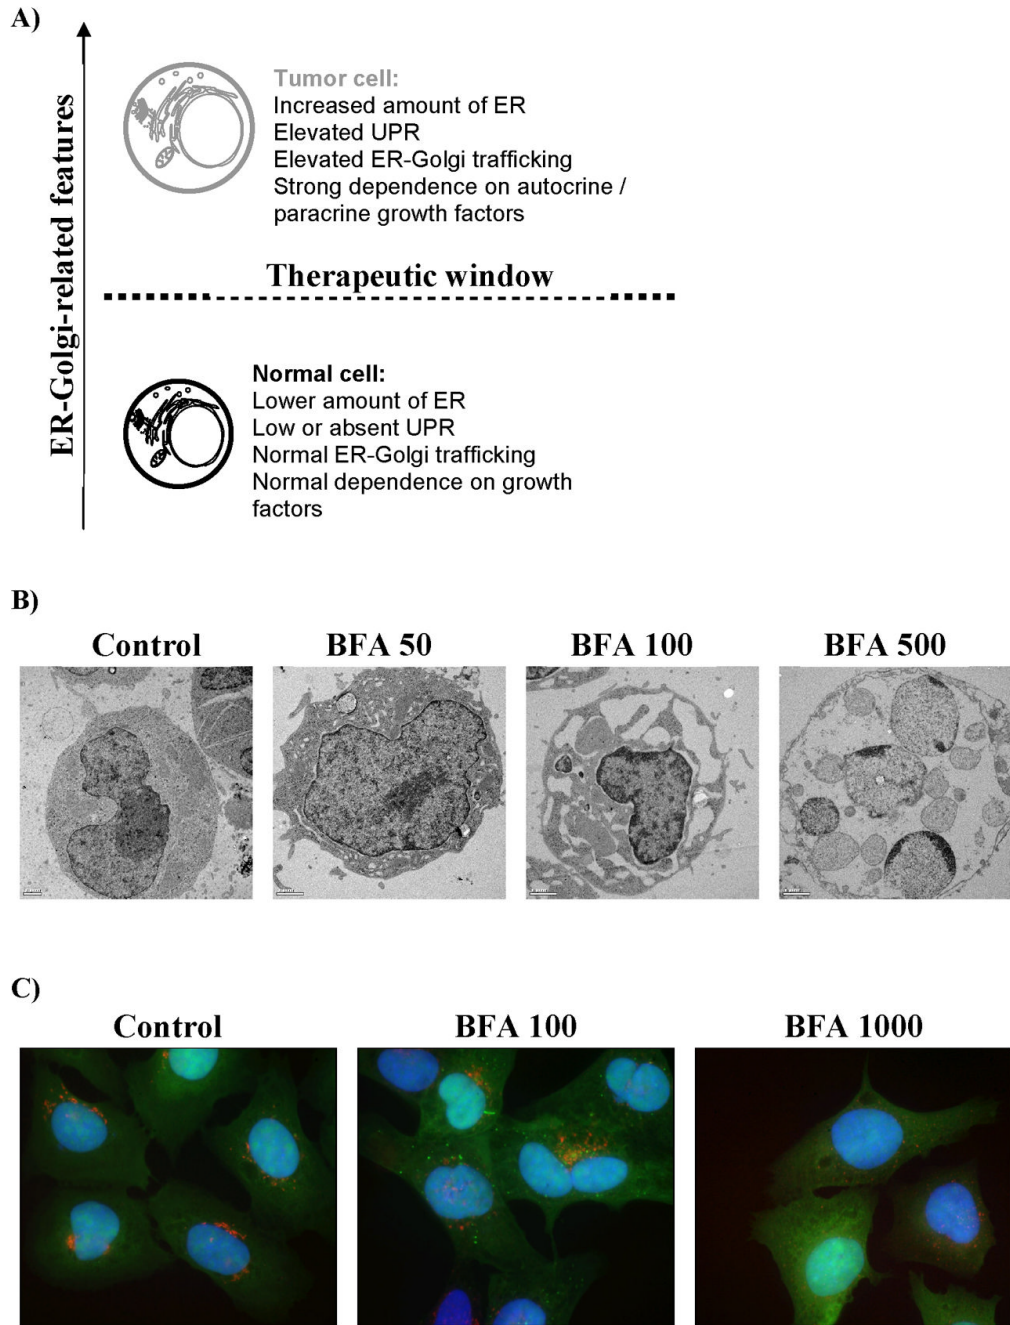 A)
ER-Golgi-related features
Tumor cell:
Increased amount of ER
Elevated UPR
Elevated ER-Golgi trafficking
Strong dependence on autocrine /
paracrine growth factors
Therapeutic window
Normal cell:
Lower amount of ER
Low or absent UPR
Normal ER-Golgi trafficking
Normal dependence on growth
factors
B)
Control
BFA 50
BFA 100
BFA 500
C)
Control
BFA 100
BFA 1000